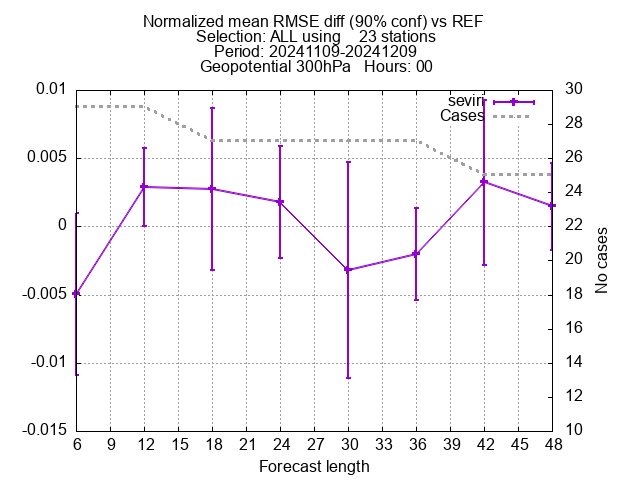 Normalized mean RMSE diff (90% conf) vs REF
Selection: ALL using    23 stations
Period: 20241109-20241209
Geopotential 300hPa   Hours: 00
seviri
Cases
0.01
0.005
0
-0.005
-0.01
-0.015
30
28
26
24
22
20
18
16
14
12
10
No cases
6 9 12 15 18 21 24 27 30 33 36 39 42 45 48
Forecast length